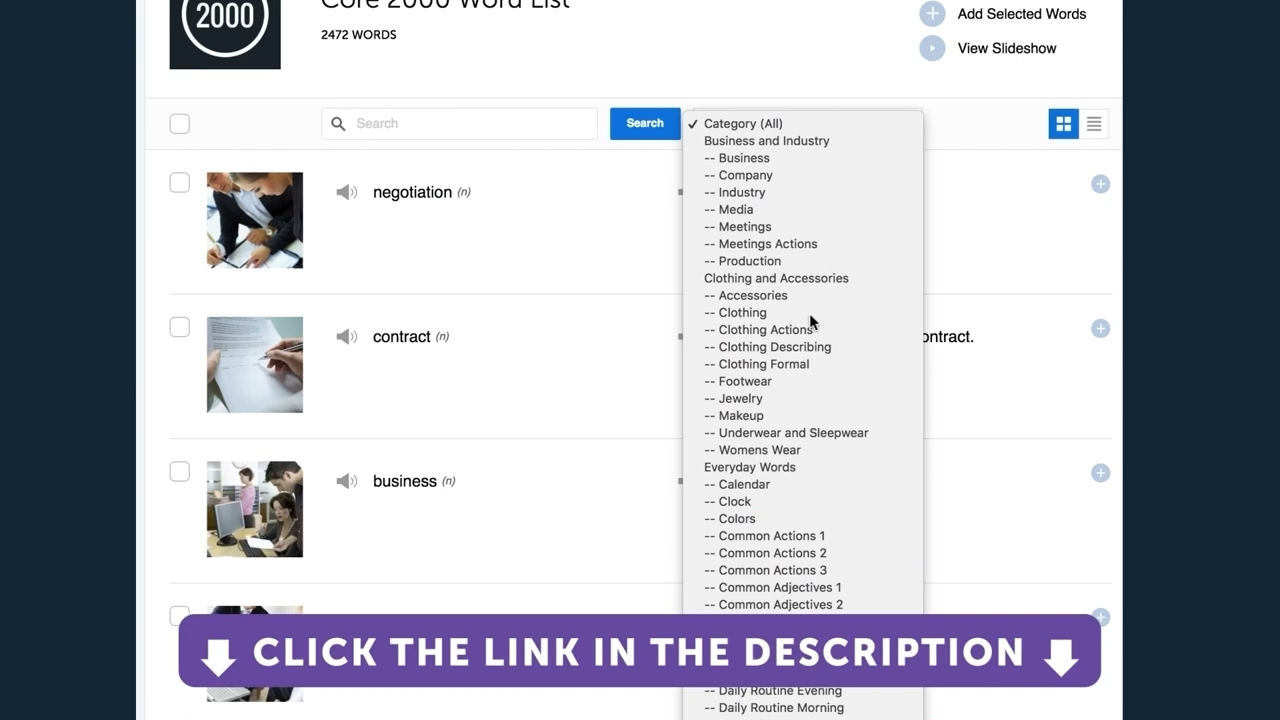 2000
Core 2000 Word List
2472 WORDS
Add Selected Words
View Slideshow
Search
Search
✓ Category (All)
Business and Industry
-- Business
-- Company
-- Industry
-- Media
-- Meetings
-- Meetings Actions
-- Production
Clothing and Accessories
-- Accessories
-- Clothing
-- Clothing Actions
-- Clothing Describing
-- Clothing Formal
-- Footwear
-- Jewelry
-- Makeup
-- Underwear and Sleepwear
-- Womens Wear
Everyday Words
-- Calendar
-- Clock
-- Colors
-- Common Actions 1
-- Common Actions 2
-- Common Actions 3
-- Common Adjectives 1
-- Common Adjectives 2
-- Daily Routine Evening
-- Daily Routine Morning
negotiation (n)
contract (n)
ontract.
business (n)
CLICK THE LINK IN THE DESCRIPTION